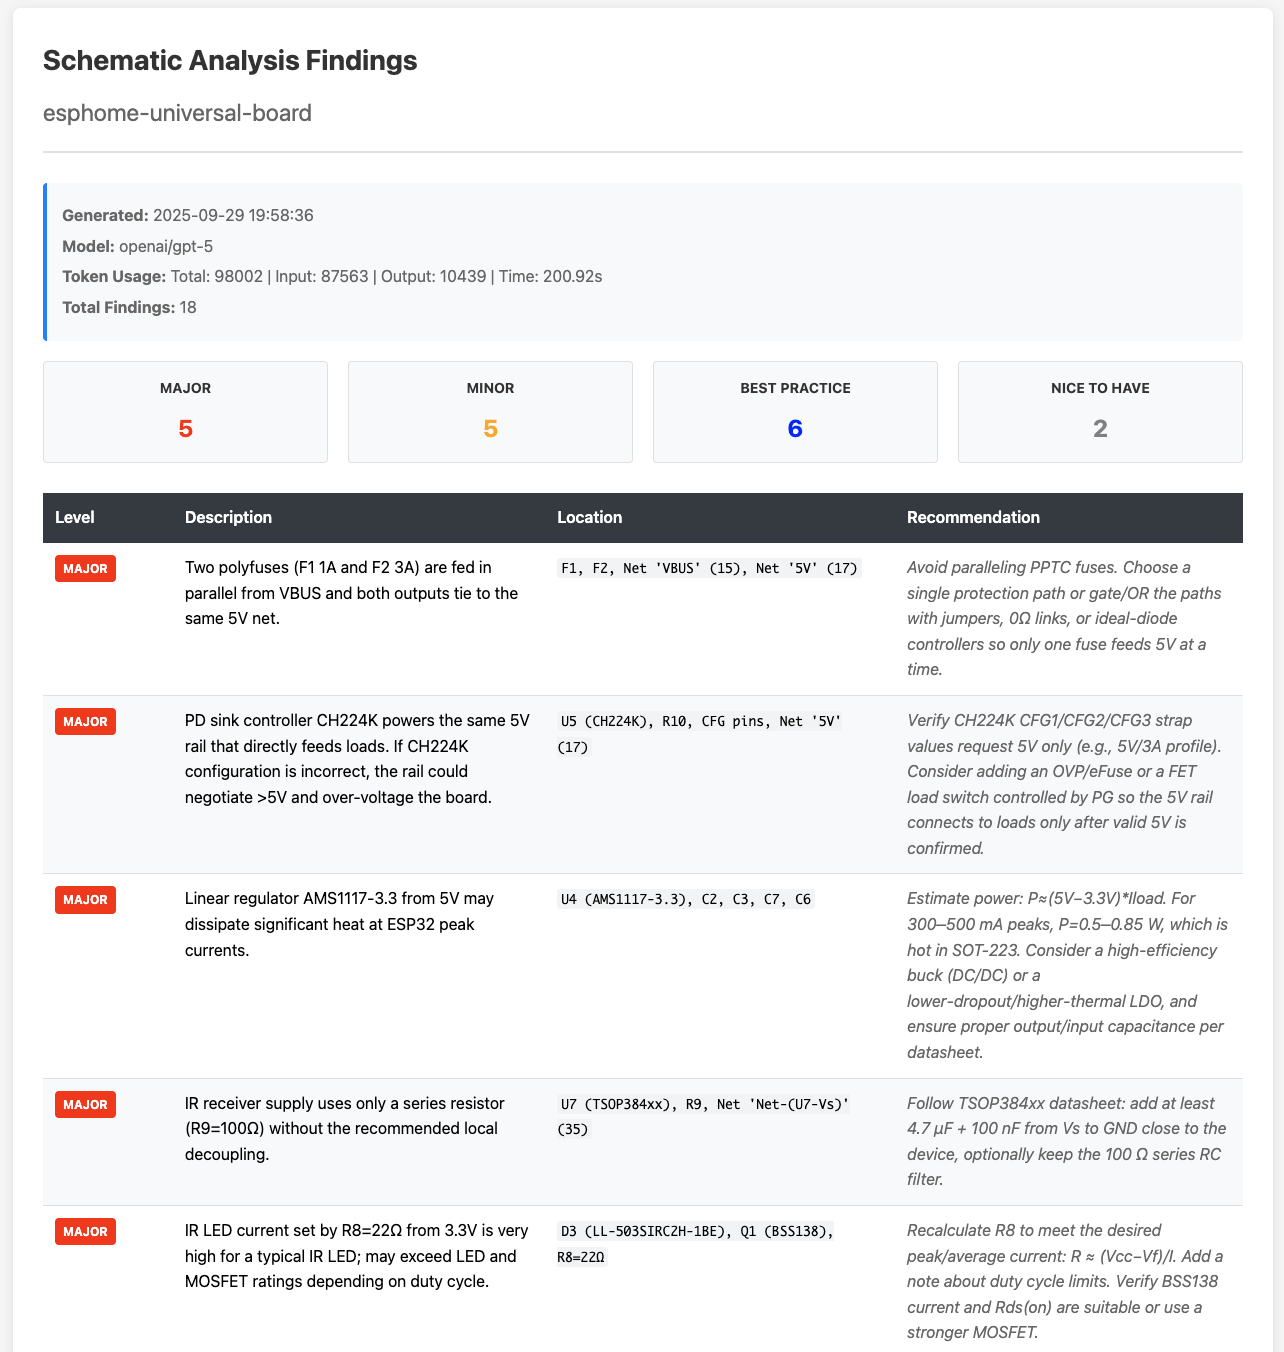 Schematic Analysis Findings
esphome-universal-board
Generated: 2025-09-29 19:58:36
Model: openai/gpt-5
Token Usage: Total: 98002 | Input: 87563 | Output: 10439 | Time: 200.92s
Total Findings: 18
MAJOR
5
MINOR
5
BEST PRACTICE
6
NICE TO HAVE
2
Level Description Location Recommendation
MAJOR
Two polyfuses (F1 1A and F2 3A) are fed in
parallel from VBUS and both outputs tie to the
same 5V net.
F1, F2, Net 'VBUS' (15), Net '5V' (17)
Avoid paralleling PPTC fuses. Choose a
single protection path or gate/OR the paths
with jumpers, 0Ω links, or ideal-diode
controllers so only one fuse feeds 5V at a
time.
MAJOR
PD sink controller CH224K powers the same 5V
rail that directly feeds loads. If CH224K
configuration is incorrect, the rail could
negotiate >5V and over-voltage the board.
U5 (CH224K), R10, CFG pins, Net '5V'
(17)
Verify CH224K CFG1/CFG2/CFG3 strap
values request 5V only (e.g., 5V/3A profile).
Consider adding an OVP/eFuse or a FET
load switch controlled by PG so the 5V rail
connects to loads only after valid 5V is
confirmed.
MAJOR
Linear regulator AMS1117-3.3 from 5V may
dissipate significant heat at ESP32 peak
currents.
U4 (AMS1117-3.3), C2, C3, C7, C6
Estimate power: P≈(5V−3.3V)*Iload. For
300–500 mA peaks, P=0.5–0.85 W, which is
hot in SOT-223. Consider a high-efficiency
buck (DC/DC) or a
lower-dropout/higher-thermal LDO, and
ensure proper output/input capacitance per
datasheet.
MAJOR
IR receiver supply uses only a series resistor
(R9=100Ω) without the recommended local
decoupling.
U7 (TSOP384xx), R9, Net 'Net-(U7-Vs)'
(35)
Follow TSOP384xx datasheet: add at least
4.7 µF + 100 nF from Vs to GND close to the
device, optionally keep the 100 Ω series RC
filter.
MAJOR
IR LED current set by R8=22Ω from 3.3V is very
high for a typical IR LED; may exceed LED and
MOSFET ratings depending on duty cycle.
D3 (LL-503SIRC2H-1BE), Q1 (BSS138),
R8=22Ω
Recalculate R8 to meet the desired
peak/average current: R ≈ (Vcc−Vf)/I. Add a
note about duty cycle limits. Verify BSS138
current and Rds(on) are suitable or use a
stronger MOSFET.